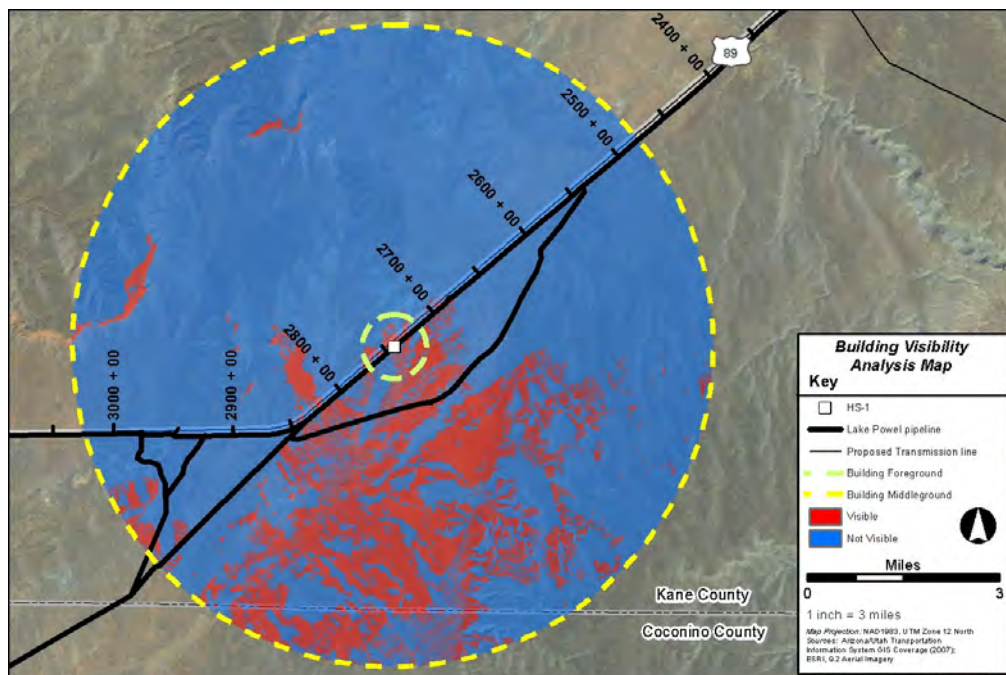 2400 + 00
89
2500 + 00
2600 + 00
2700 + 00
2800 + 00
2900 + 00
3000 + 00
Kane County
Coconino County
Building Visibility
Analysis Map
Key
HS-1
Lake Powel pipeline
Proposed Transmission line
Building Foreground
Building Middleground
Visible
Not Visible
Miles
0 3
1 inch = 3 miles
Map Projection: NAD1983, UTM Zone 12 North
Sources: Arizona/Utah Transportation
Information System GIS Coverage (2007);
ESRI, G2 Aerial Imagery